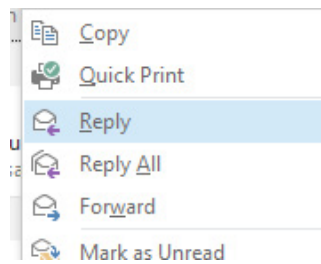 Copy
Quick Print
Reply
Reply All
Forward
Mark as Unread